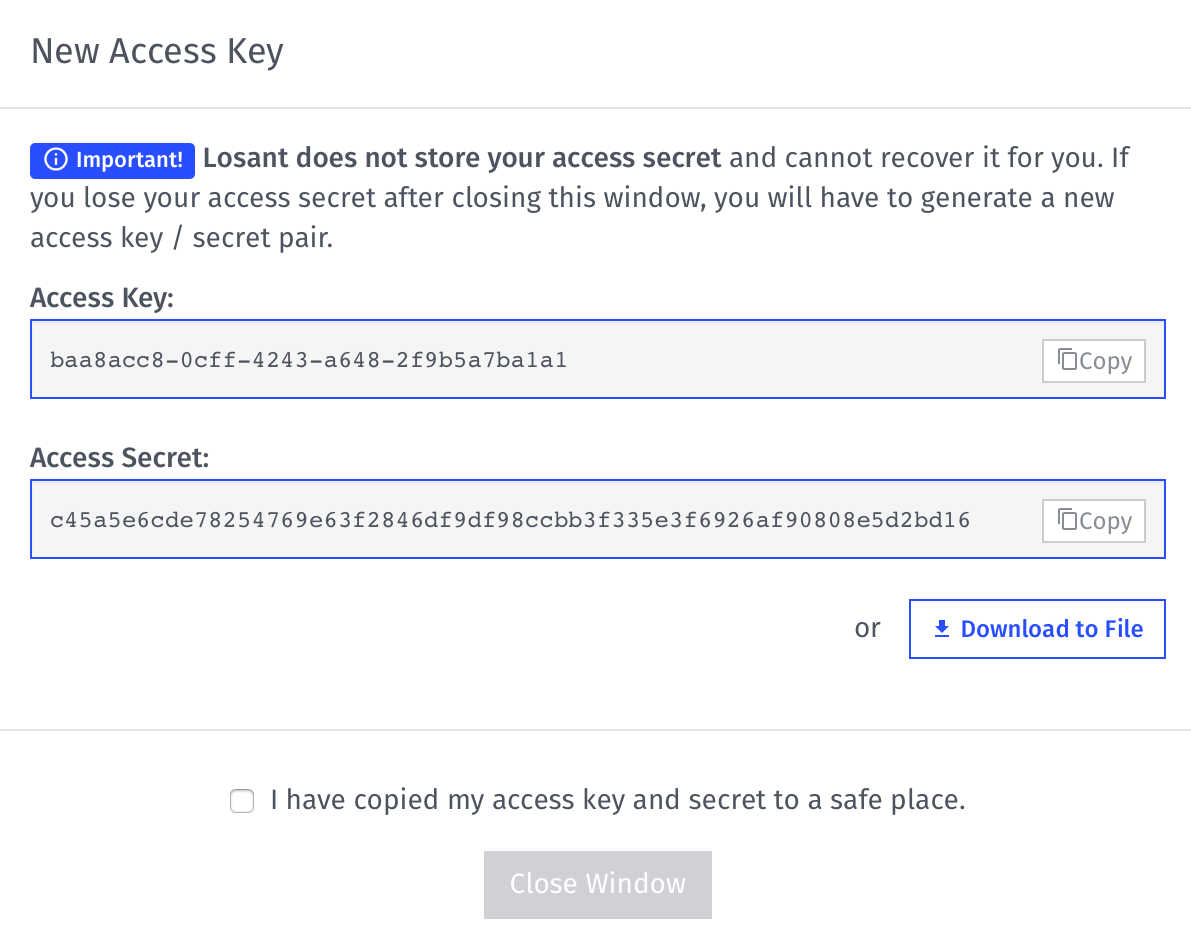 New Access Key
Important! Losant does not store your access secret and cannot recover it for you. If
you lose your access secret after closing this window, you will have to generate a new
access key / secret pair.
Access Key:
baa8acc8-0cff-4243-a648-2f9b5a7ba1a1 Copy
Access Secret:
c45a5e6cde78254769e63f2846df9df98ccbb3f335e3f6926af90808e5d2bd16 Copy
or Download to File
I have copied my access key and secret to a safe place.
Close Window